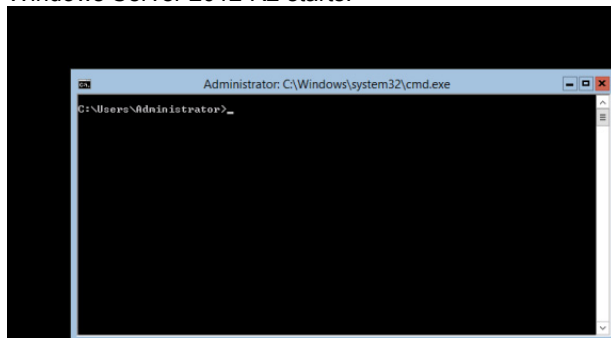 Windows Server 2012 R2 starts.
Administrator: C:\Windows\system32\cmd.exe
C:\Users\Administrator>_